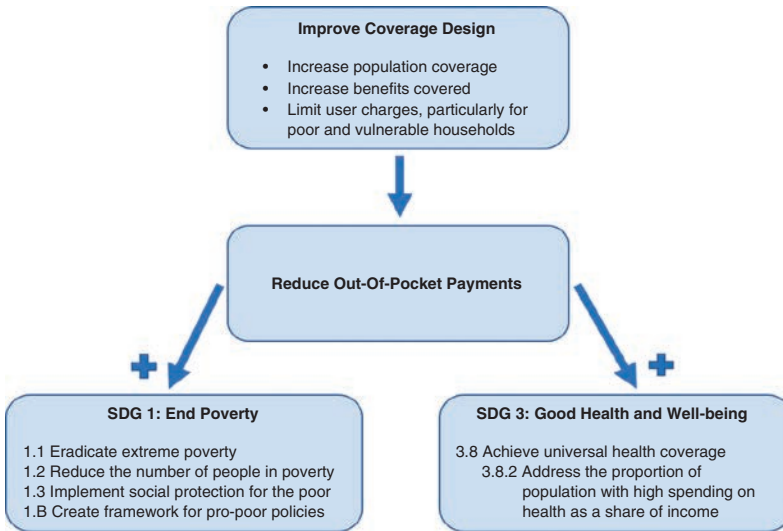 Improve Coverage Design
• Increase population coverage
• Increase benefits covered
• Limit user charges, particularly for
poor and vulnerable households
Reduce Out-Of-Pocket Payments
SDG 1: End Poverty
1.1 Eradicate extreme poverty
1.2 Reduce the number of people in poverty
1.3 Implement social protection for the poor
1.B Create framework for pro-poor policies
SDG 3: Good Health and Well-being
3.8 Achieve universal health coverage
3.8.2 Address the proportion of
population with high spending on
health as a share of income